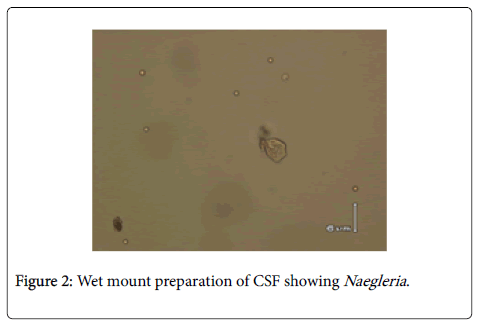 Figure 2: Wet mount preparation of CSF showing Naegleria.